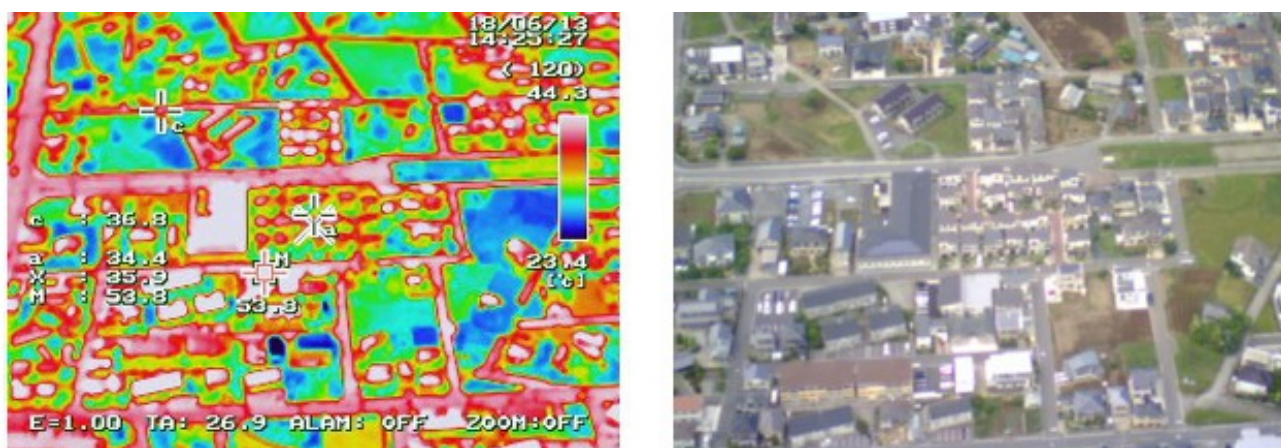 18/06/13
14:25:27
( 120)
44.3
c
c : 36.8
a
a : 34.4
X : 35.9
M
M : 53.8
53.8
23.4
[℃]
E=1.00 TA: 26.9 ALAM: OFF ZOOM:OFF